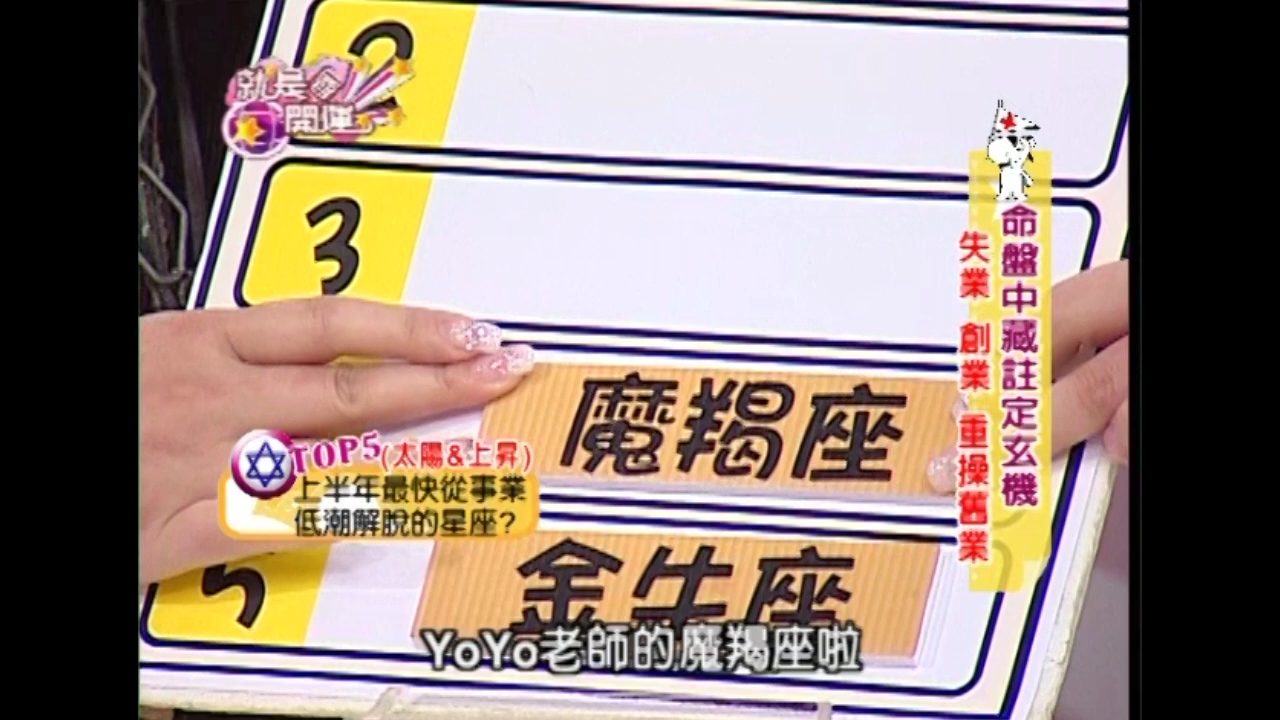 2
就是命
開運
3
魔羯座
TOP5(太陽&上昇)
上半年最快從事業
低潮解脫的星座?
5
金牛座
YoYo老師的魔羯座啦
命盤中藏註定玄機
失業 創業 重操舊業